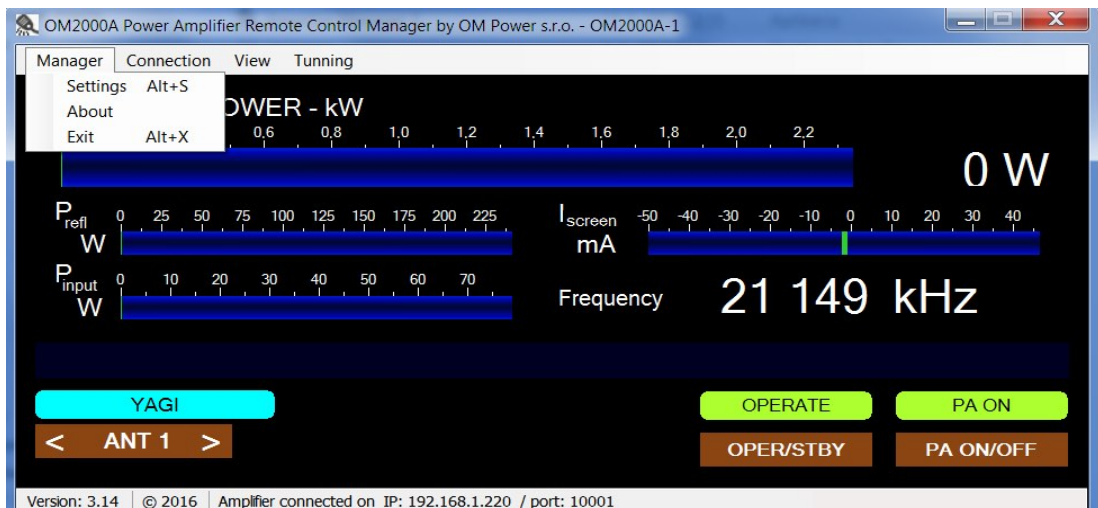 OM2000A Power Amplifier Remote Control Manager by OM Power s.r.o. - OM2000A-1
Manager Connection View Tunning
Settings Alt+S
About
Exit Alt+X
OWER - kW
0,6 0,8 1,0 1,2 1,4 1,6 1,8 2,0 2,2
0 W
Prefl W 0 25 50 75 100 125 150 175 200 225
Iscreen mA -50 -40 -30 -20 -10 0 10 20 30 40
Pinput W 0 10 20 30 40 50 60 70
Frequency 21 149 kHz
YAGI
OPERATE PA ON
< ANT 1 >
OPER/STBY PA ON/OFF
Version: 3.14 © 2016 Amplifier connected on IP: 192.168.1.220 / port: 10001